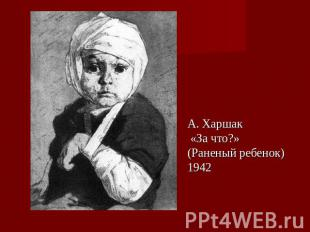 А. Харшак
«За что?»
(Раненый ребенок)
1942
PPt4WEB.ru